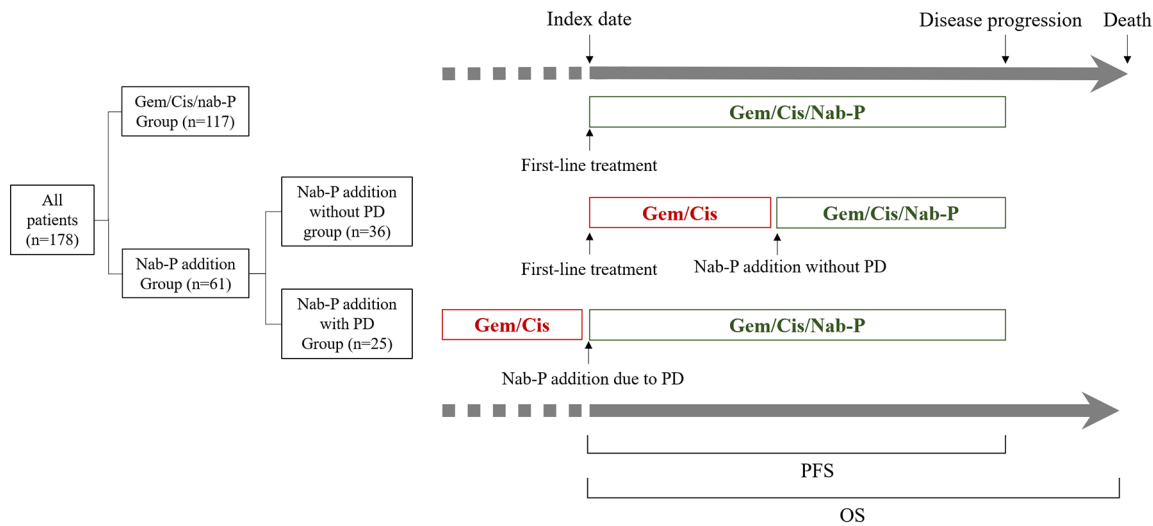 Index date
Disease progression
Death
Gem/Cis/nab-P
Group (n=117)
Gem/Cis/Nab-P
First-line treatment
All
patients
(n=178)
Nab-P addition
without PD
group (n=36)
Gem/Cis
Gem/Cis/Nab-P
Nab-P addition
Group (n=61)
First-line treatment
Nab-P addition without PD
Nab-P addition
with PD
Group (n=25)
Gem/Cis
Gem/Cis/Nab-P
Nab-P addition due to PD
PFS
OS